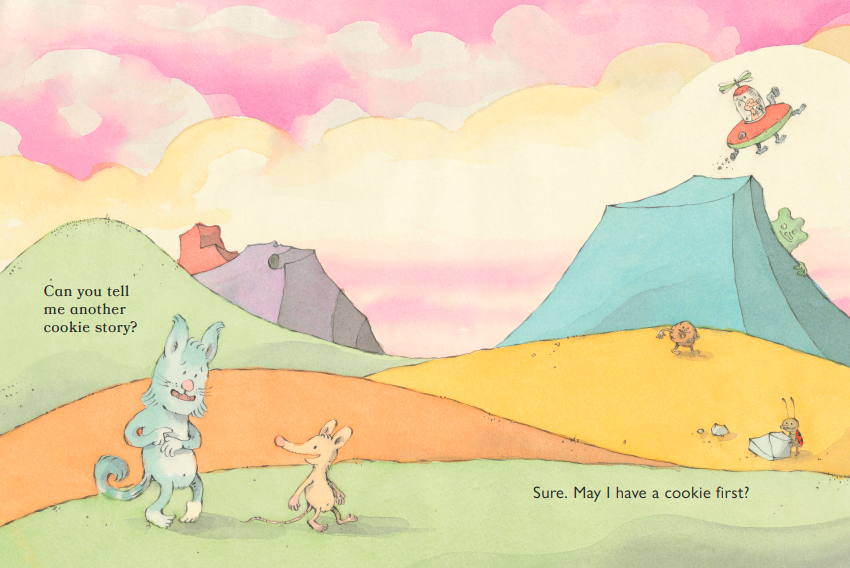 Can you tell
me another
cookie story?
Sure. May I have a cookie first?